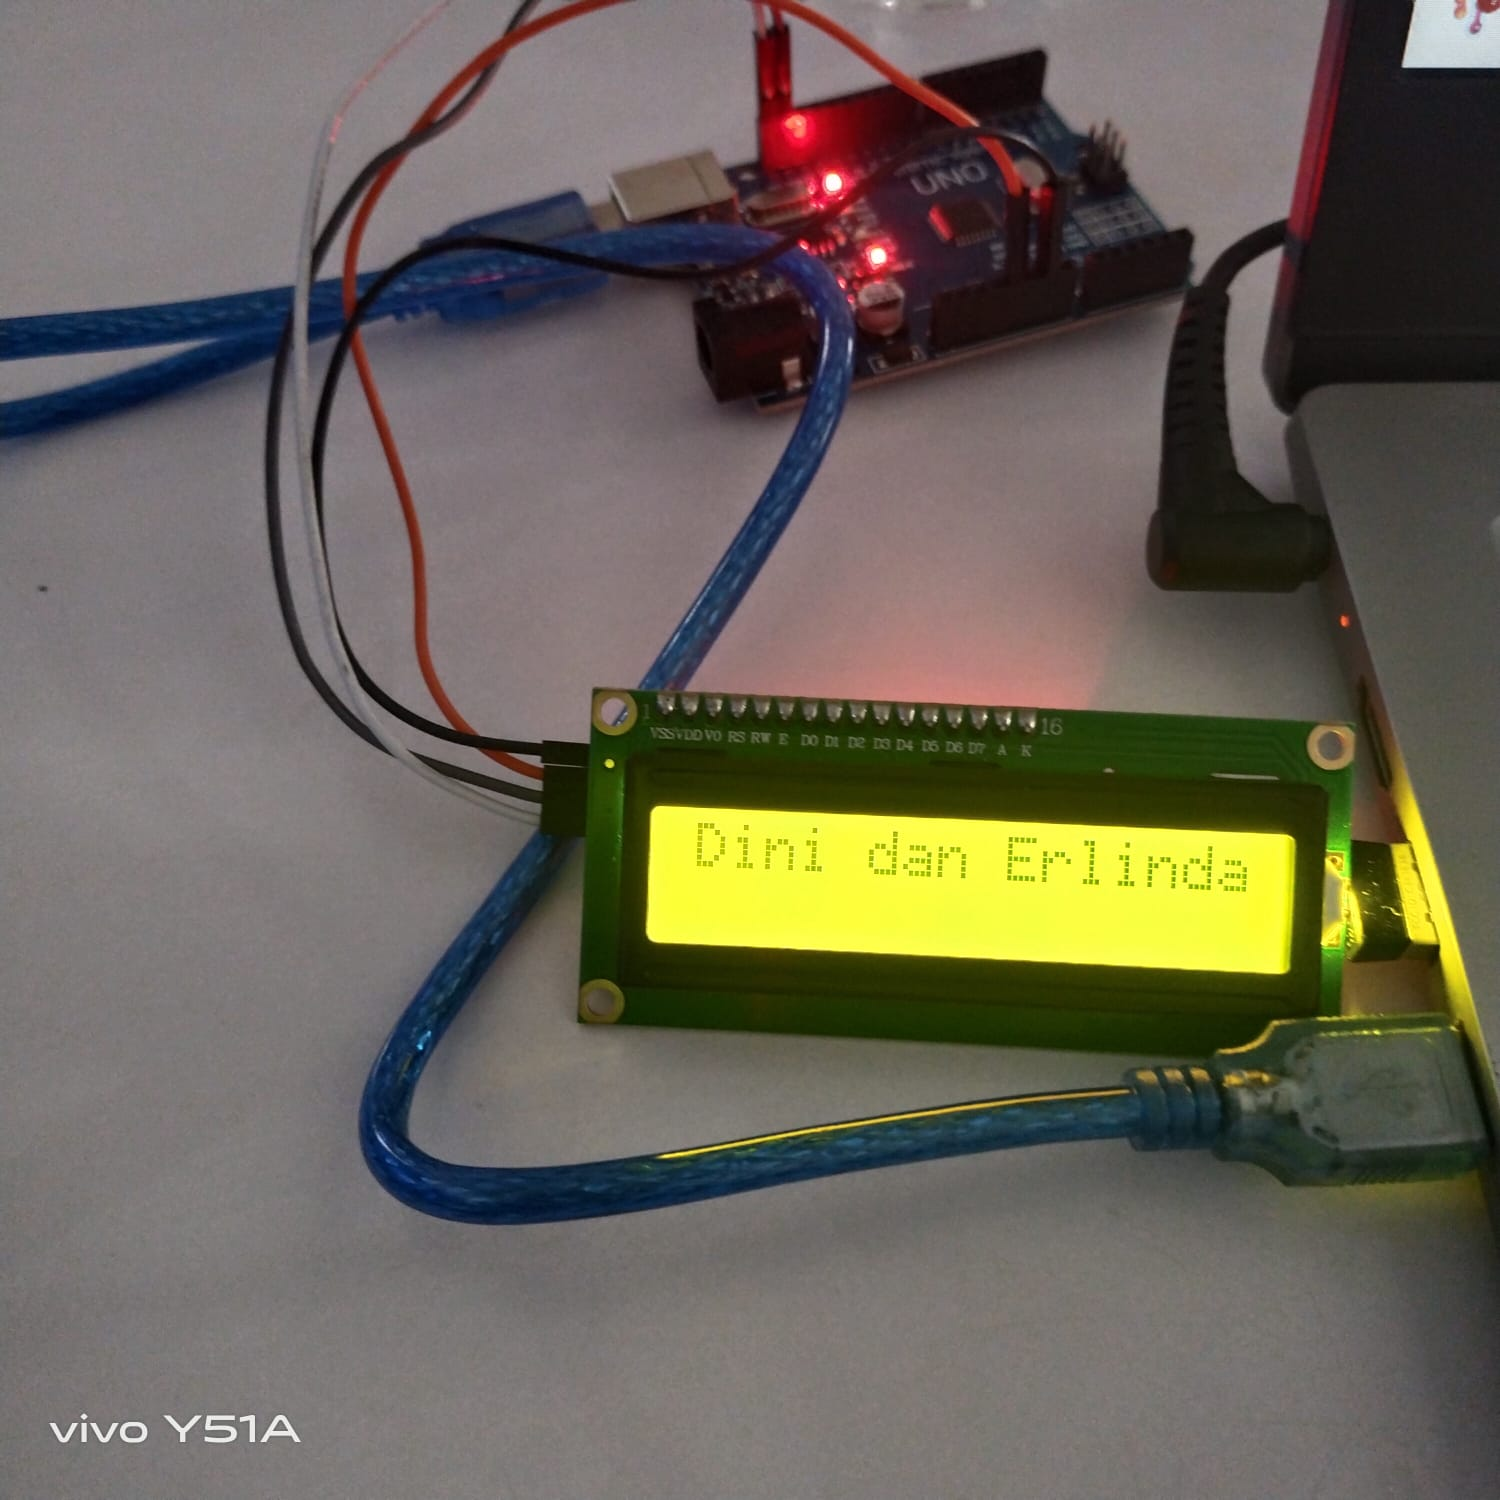 UNO
1
16
VSS VDD V0 RS RW E D0 D1 D2 D3 D4 D5 D6 D7 A K
Dini dan Erlinda
vivo Y51A